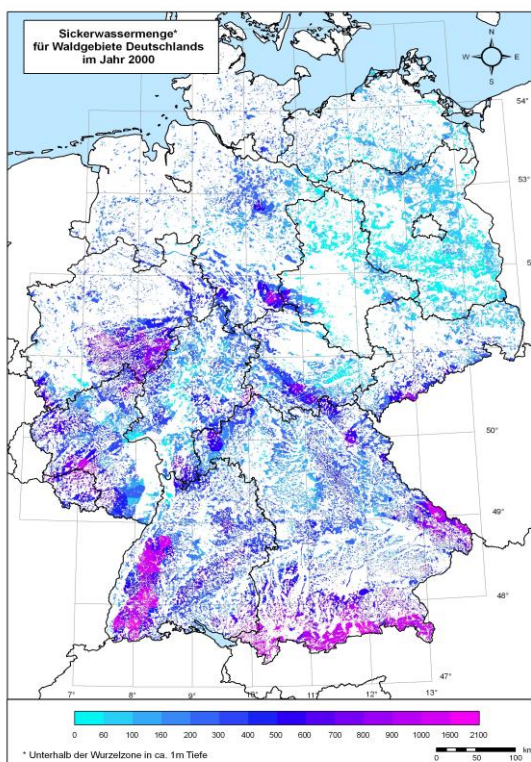 Sickerwassermenge*
für Waldgebiete Deutschlands
im Jahr 2000
N
W E
S
54°
53°
5
50°
49°
48°
47°
7° 8° 9° 10° 11° 12° 13°
0 60 100 160 200 300 400 500 600 700 800 900 1000 1600 2100
* Unterhalb der Wurzelzone in ca. 1m Tiefe
km
0 50 100